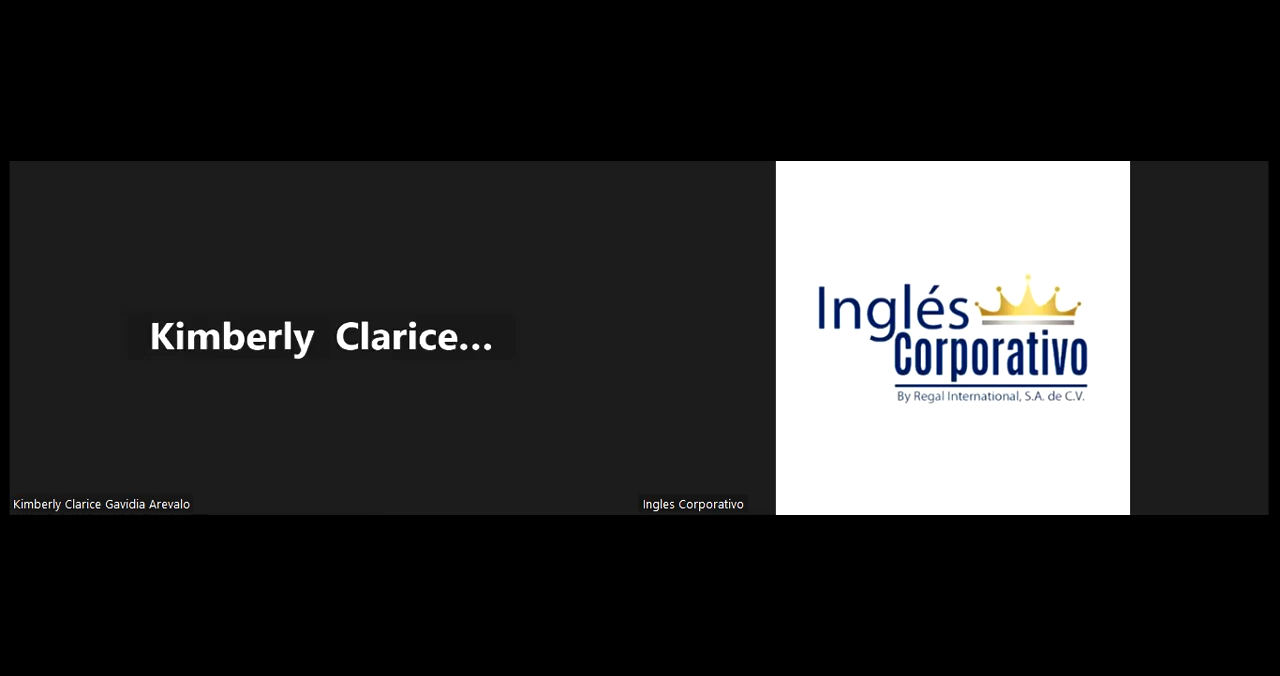 Kimberly Clarice...
Kimberly Clarice Gavidia Arevalo
Inglés
Corporativo
By Regal International, S.A. de C.V.
Ingles Corporativo